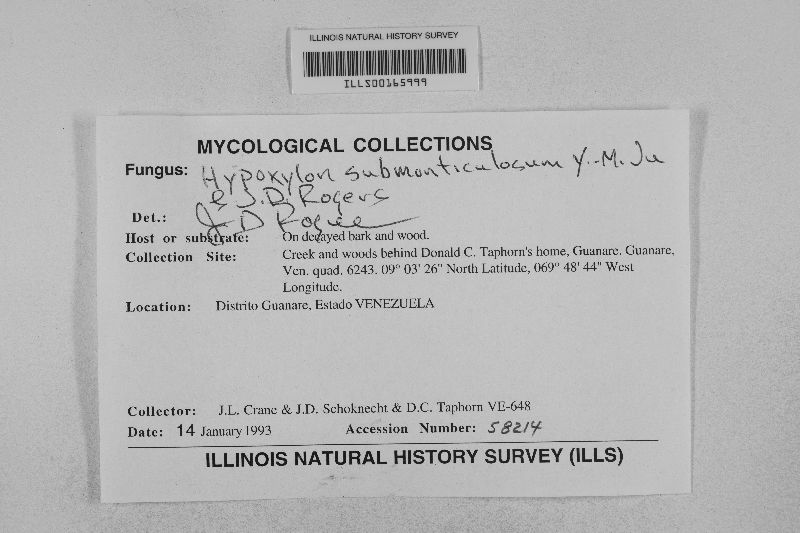 ILLINOIS NATURAL HISTORY SURVEY
ILLS00165999
MYCOLOGICAL COLLECTIONS
Fungus: Hypoxylon submonticulosum Y.-M. Ju
& J.D. Rogers
Det.: J D Rogers
Host or substrate: On decayed bark and wood.
Collection Site: Creek and woods behind Donald C. Taphorn's home, Guanare. Guanare,
Ven. quad. 6243. 09° 03' 26" North Latitude, 069° 48' 44" West
Longitude.
Location: Distrito Guanare, Estado VENEZUELA
Collector: J.L. Crane & J.D. Schoknecht & D.C. Taphorn VE-648
Date: 14 January 1993 Accession Number: 58214
ILLINOIS NATURAL HISTORY SURVEY (ILLS)